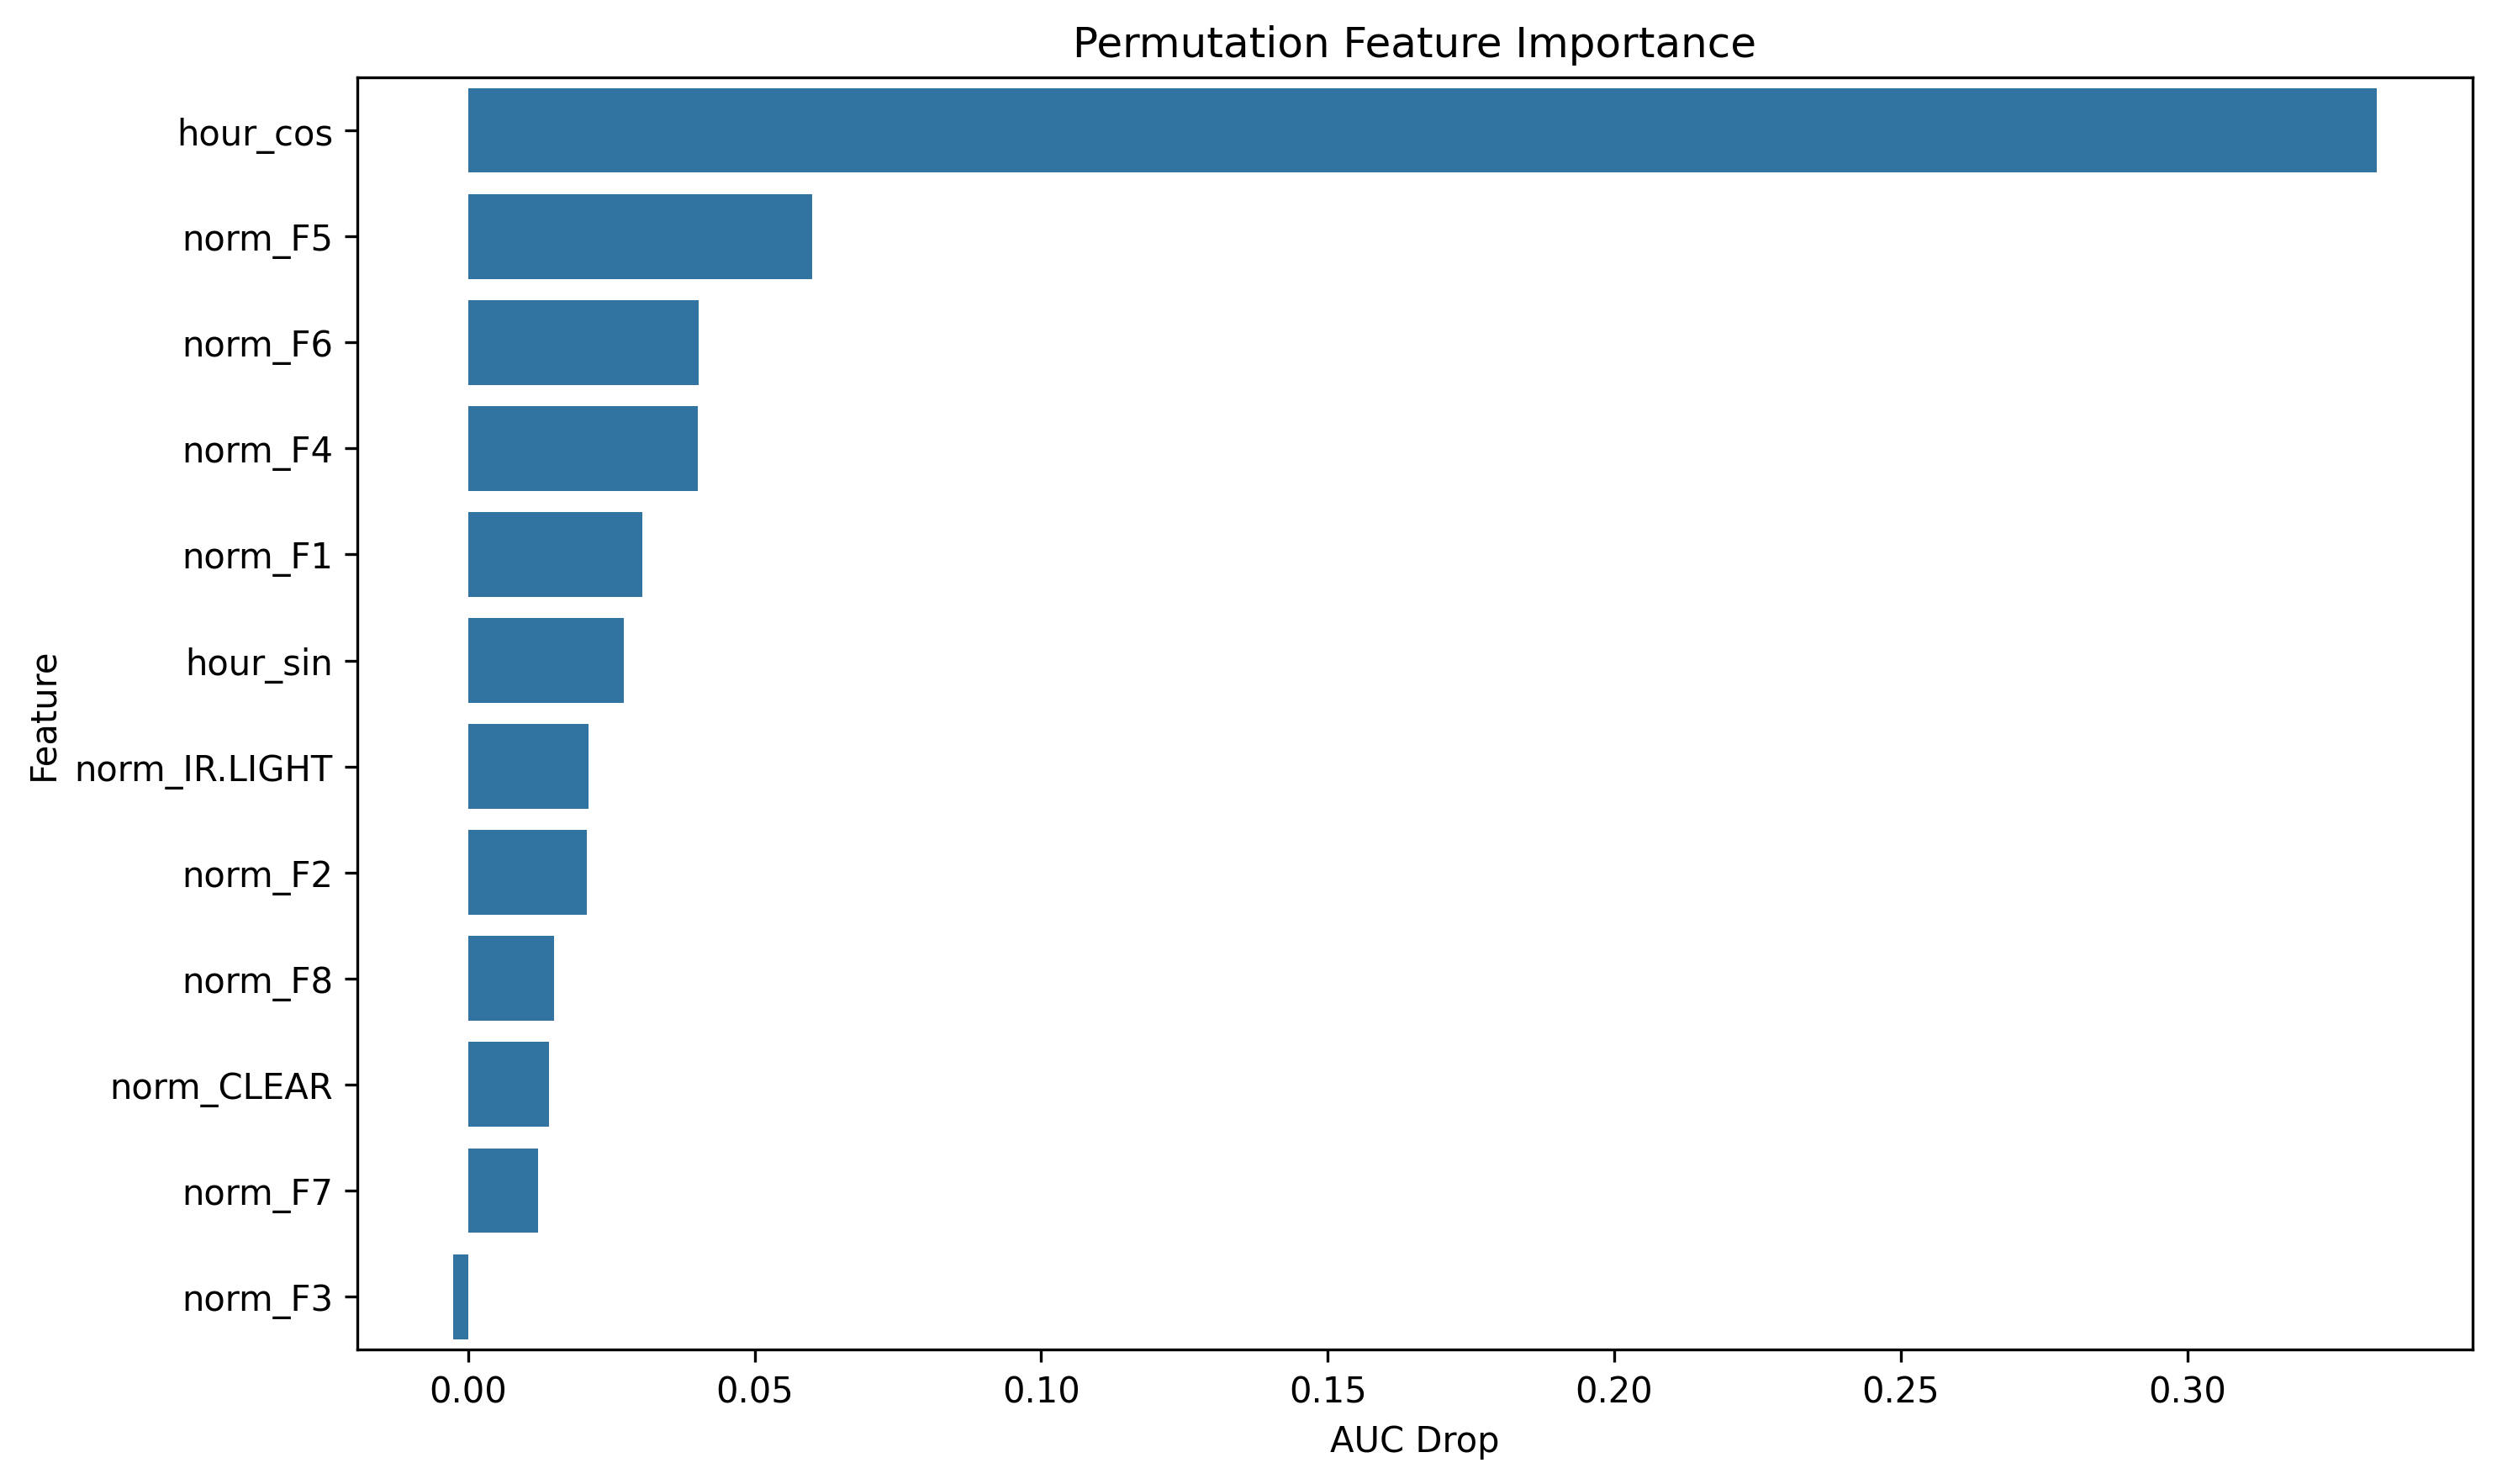 Permutation Feature Importance
Feature
hour_cos
norm_F5
norm_F6
norm_F4
norm_F1
hour_sin
norm_IR.LIGHT
norm_F2
norm_F8
norm_CLEAR
norm_F7
norm_F3
0.00 0.05 0.10 0.15 0.20 0.25 0.30
AUC Drop